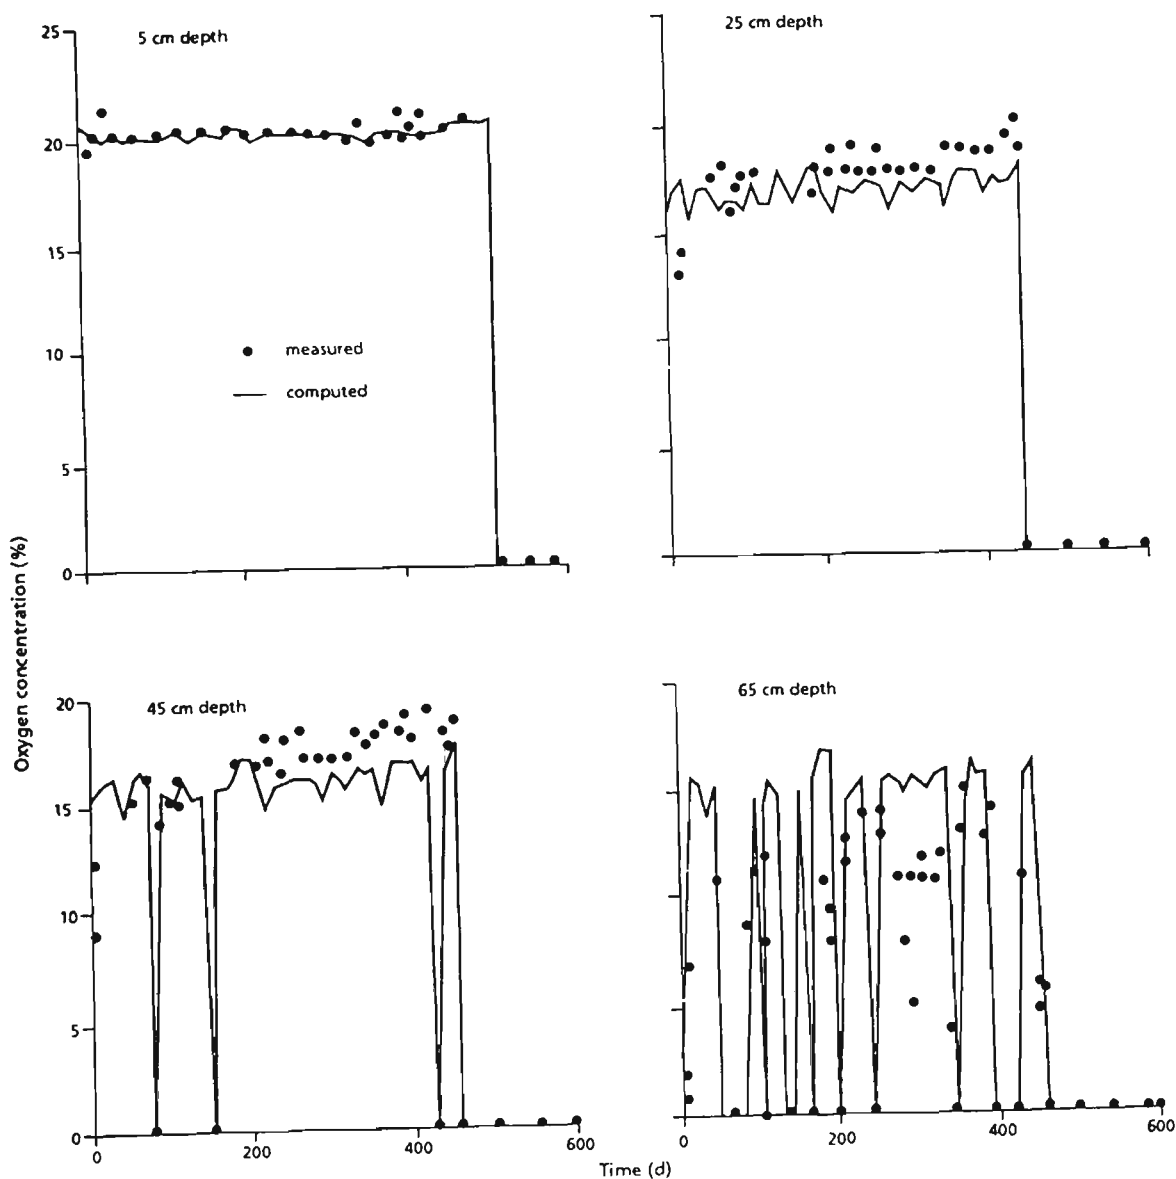 5 cm depth
25 cm depth
25
20
15
10
5
0
measured
computed
Oxygen concentration (%)
45 cm depth
65 cm depth
20
15
10
5
0
0
200
400
600
0
200
400
600
Time (d)